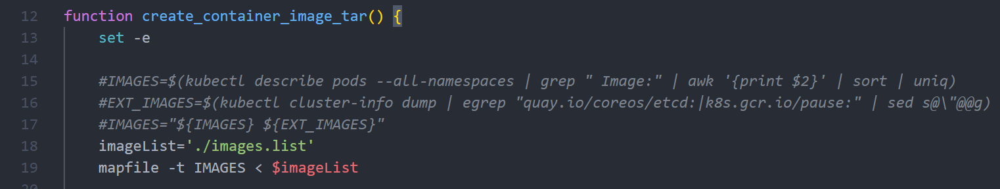 12 function create_container_image_tar() {
13 set -e
14
15 #IMAGES=$(kubectl describe pods --all-namespaces | grep " Image:" | awk '{print $2}' | sort | uniq)
16 #EXT_IMAGES=$(kubectl cluster-info dump | egrep "quay.io/coreos/etcd:|k8s.gcr.io/pause:" | sed s@\"@@g)
17 #IMAGES="${IMAGES} ${EXT_IMAGES}"
18 imageList='./images.list'
19 mapfile -t IMAGES < $imageList
20